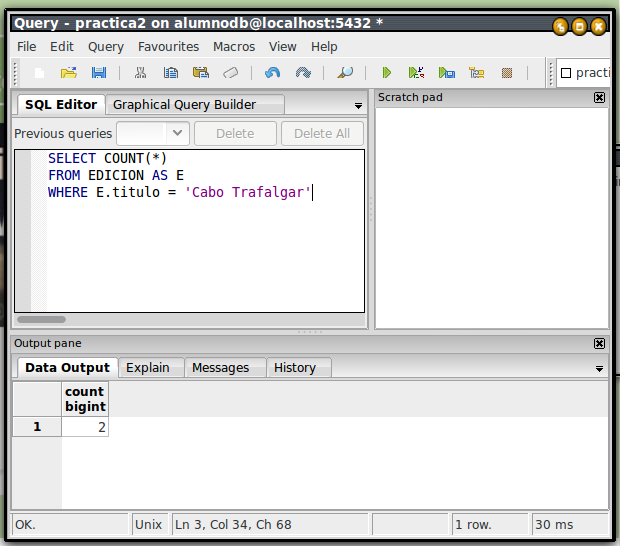 Query - practica2 on alumnodb@localhost:5432 *
File Edit Query Favourites Macros View Help
practi
SQL Editor Graphical Query Builder
Scratch pad
Previous queries Delete Delete All
SELECT COUNT(*)
FROM EDICION AS E
WHERE E.titulo = 'Cabo Trafalgar'
Output pane
Data Output Explain Messages History
count
bigint
1 2
OK. Unix Ln 3, Col 34, Ch 68 1 row. 30 ms